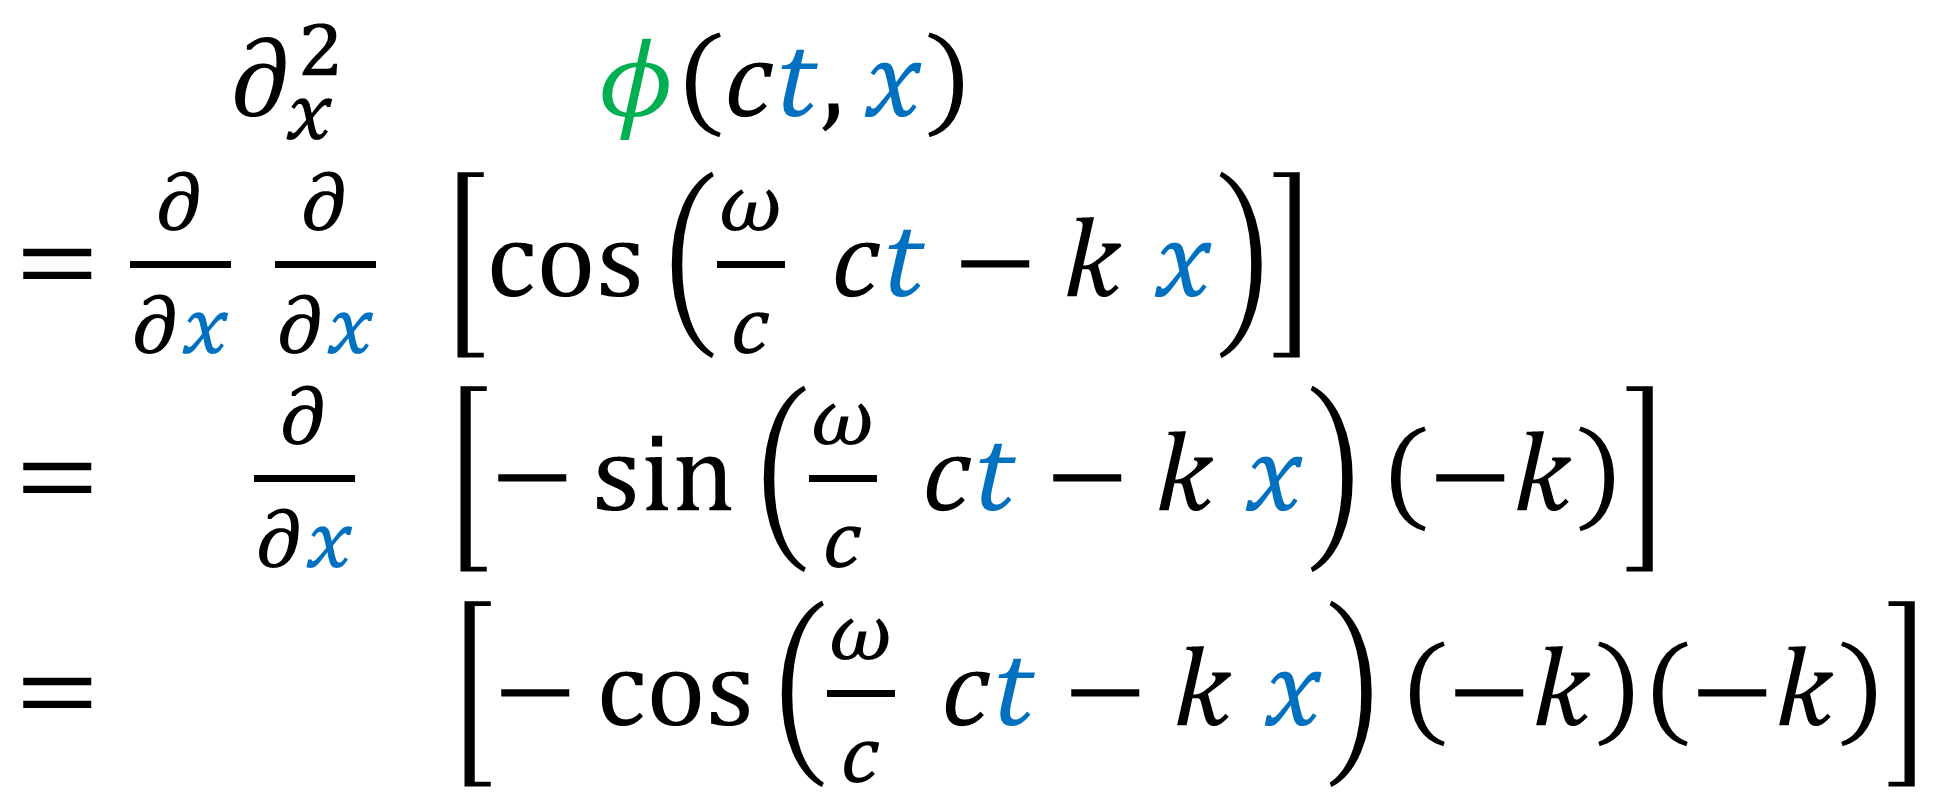 ∂²ₓ ϕ(ct, x)
= ∂/∂x ∂/∂x [cos(ω/c ct − k x)]
= ∂/∂x [− sin(ω/c ct − k x) (−k)]
= [− cos(ω/c ct − k x) (−k)(−k)]